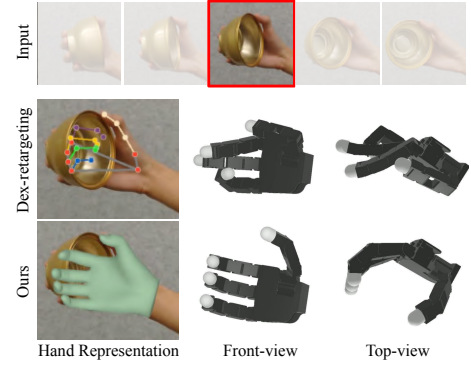 Input
Dex-retargeting
Ours
Hand Representation
Front-view
Top-view